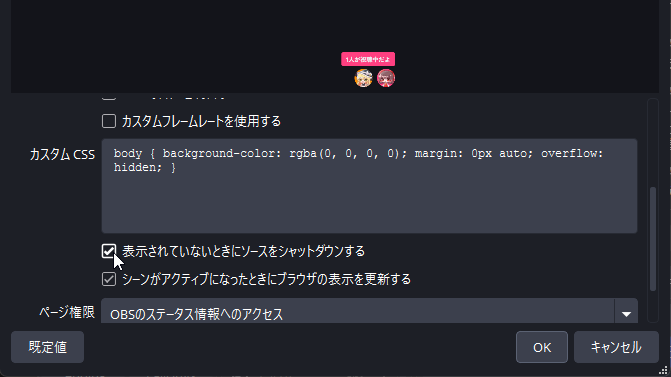 1人が視聴中だよ
カスタムフレームレートを使用する
カスタム CSS
body { background-color: rgba(0, 0, 0, 0); margin: 0px auto; overflow:
hidden; }
表示されていないときにソースをシャットダウンする
シーンがアクティブになったときにブラウザの表示を更新する
ページ権限
OBSのステータス情報へのアクセス
既定値
OK
キャンセル